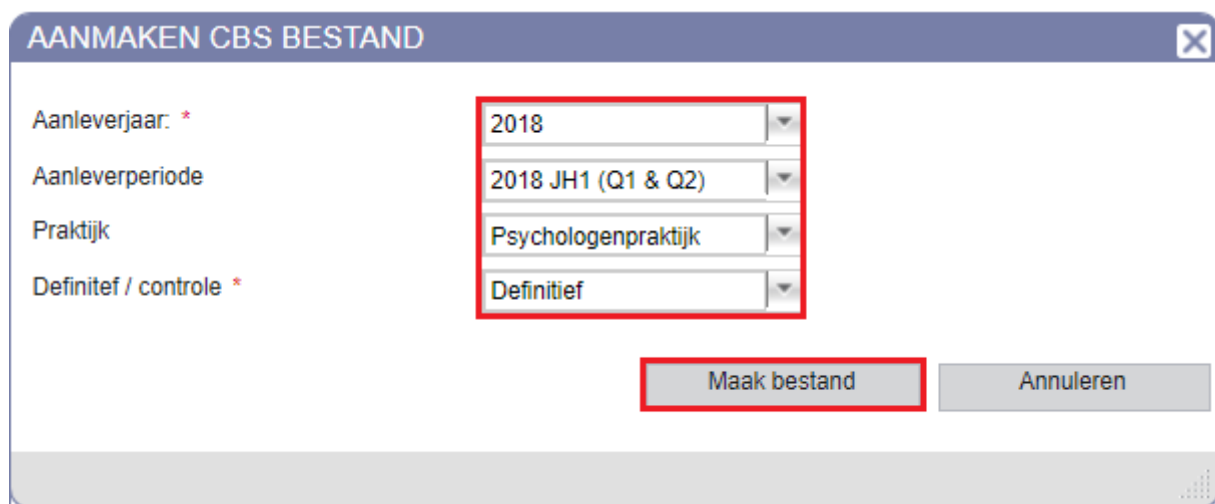 AANMAKEN CBS BESTAND
Aanleverjaar: * 2018
Aanleverperiode 2018 JH1 (Q1 & Q2)
Praktijk Psychologenpraktijk
Definitef / controle * Definitief
Maak bestand Annuleren